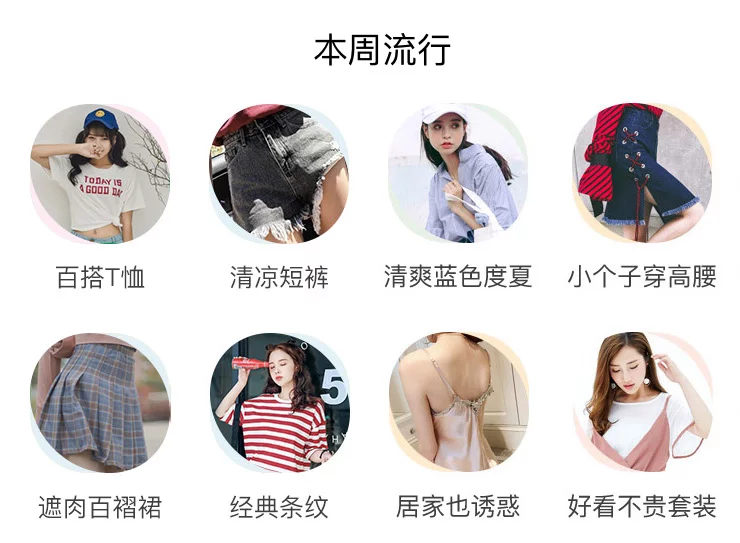 本周流行
TODAY IS
A GOOD DAY
百搭T恤
清凉短裤
清爽蓝色度夏
小个子穿高腰
5
遮肉百褶裙
经典条纹
居家也诱惑
好看不贵套装